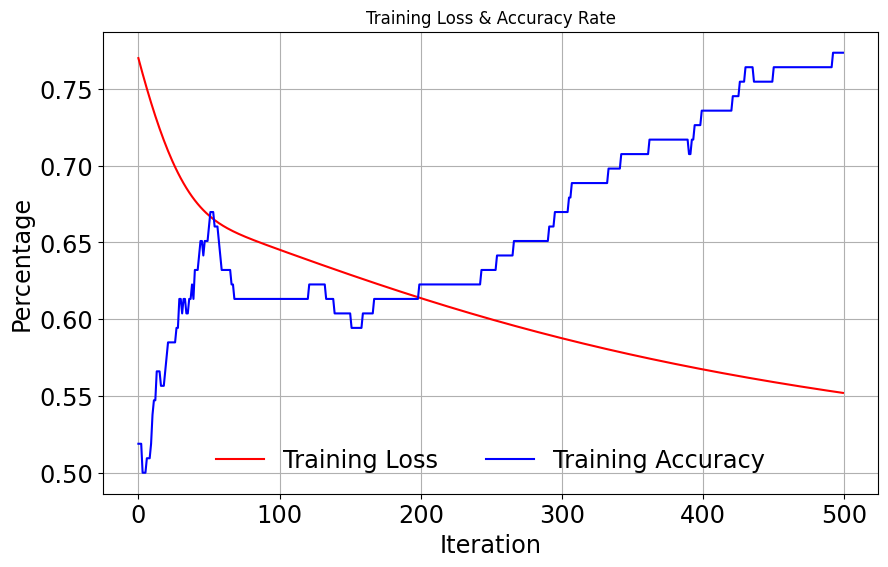 Training Loss & Accuracy Rate
Percentage
0.75
0.70
0.65
0.60
0.55
0.50
Training Loss
Training Accuracy
0 100 200 300 400 500
Iteration